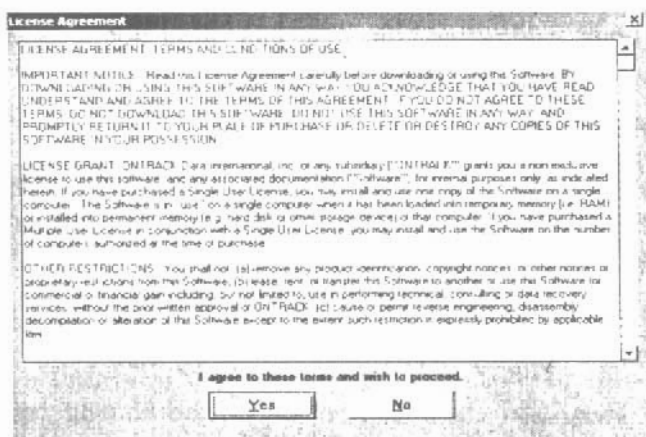 License Agreement
LICENSE AGREEMENT: TERMS AND CONDITIONS OF USE
IMPORTANT NOTICE: Read this License Agreement carefully before downloading or using this Software. BY
DOWNLOADING OR USING THIS SOFTWARE IN ANY WAY YOU ACKNOWLEDGE THAT YOU HAVE READ,
UNDERSTAND AND AGREE TO THE TERMS OF THIS AGREEMENT. IF YOU DO NOT AGREE TO THESE
TERMS, DO NOT DOWNLOAD THIS SOFTWARE, DO NOT USE THIS SOFTWARE IN ANY WAY, AND
PROMPTLY RETURN IT TO YOUR PLACE OF PURCHASE OR DELETE OR DESTROY ANY COPIES OF THIS
SOFTWARE IN YOUR POSSESSION.
LICENSE GRANT: ONTRACK Data International, Inc. or any subsidiary ("ONTRACK") grants you a non exclusive
license to use this software and any associated documentation ("Software"), for internal purposes only, as indicated
herein. If you have purchased a Single User License, you may install and use one copy of the Software on a single
computer. The Software is in "use" on a single computer when it has been loaded into temporary memory (i.e. RAM)
or installed into permanent memory (e.g. hard disk or other storage device) of that computer. If you have purchased a
Multiple User License in conjunction with a Single User License, you may install and use the Software on the number
of computers authorized at the time of purchase.
OTHER RESTRICTIONS: You shall not: (a) remove any product identification, copyright notices, or other notices or
proprietary restrictions from this Software; (b) lease, rent, or transfer this Software to another or use this Software for
commercial or financial gain including, but not limited to, use in performing technical, consulting or data recovery
services, without the prior written approval of ONTRACK; (c) cause or permit reverse engineering, disassembly,
decompilation or alteration of this Software except to the extent such restriction is expressly prohibited by applicable
law.
I agree to these terms and wish to proceed.
Yes No